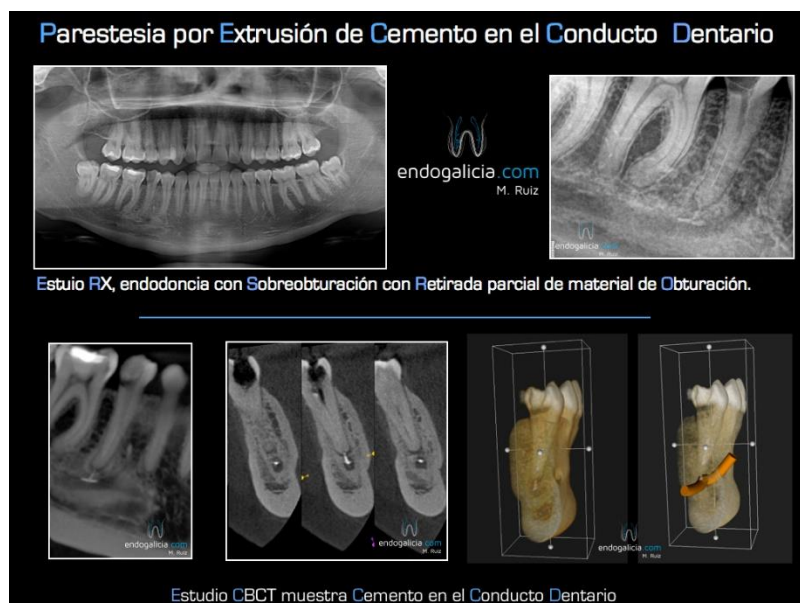 Parestesia por Extrusión de Cemento en el Conducto Dentario
endogalicia.com
M. Ruiz
endogalicia.com
M. Ruiz
Estuio RX, endodoncia con Sobreobturación con Retirada parcial de material de Obturación.
endogalicia.com
M. Ruiz
endogalicia.com
M. Ruiz
endogalicia.com
M. Ruiz
Estudio CBCT muestra Cemento en el Conducto Dentario